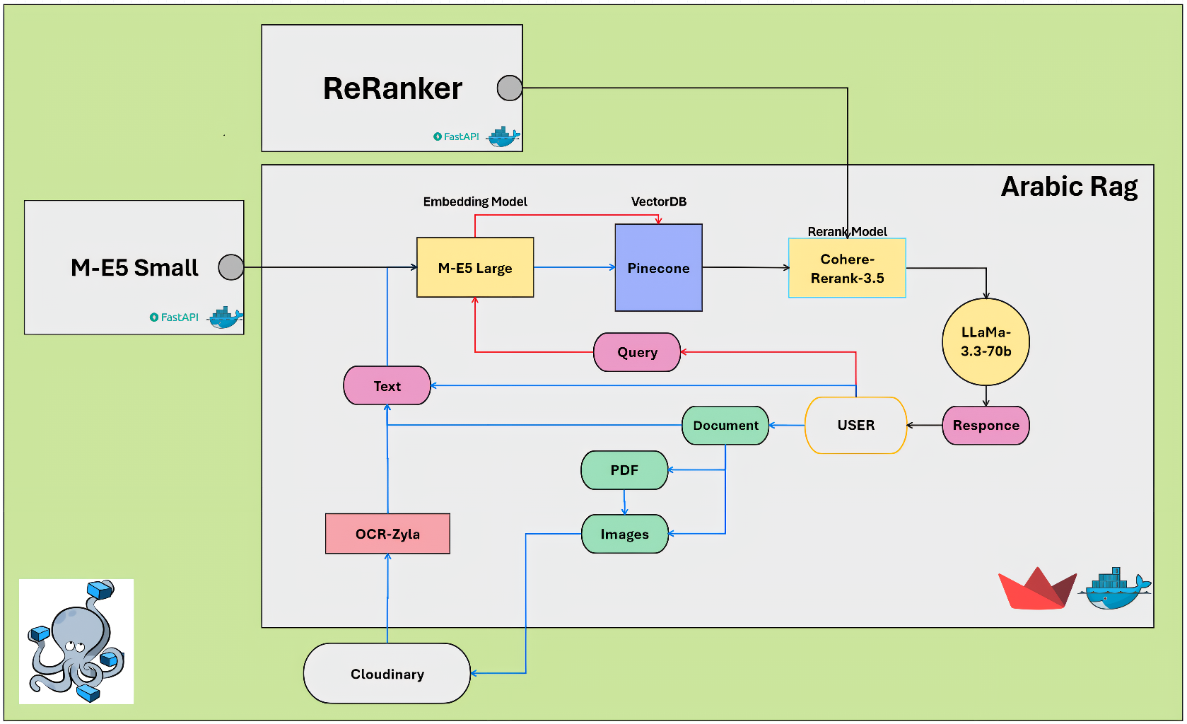 ReRanker
FastAPI
Arabic Rag
M-E5 Small
FastAPI
Embedding Model
VectorDB
Rerank Model
M-E5 Large
Pinecone
Cohere-
Rerank-3.5
LLaMa-
3.3-70b
Query
Text
Document
USER
Responce
PDF
OCR-Zyla
Images
Cloudinary